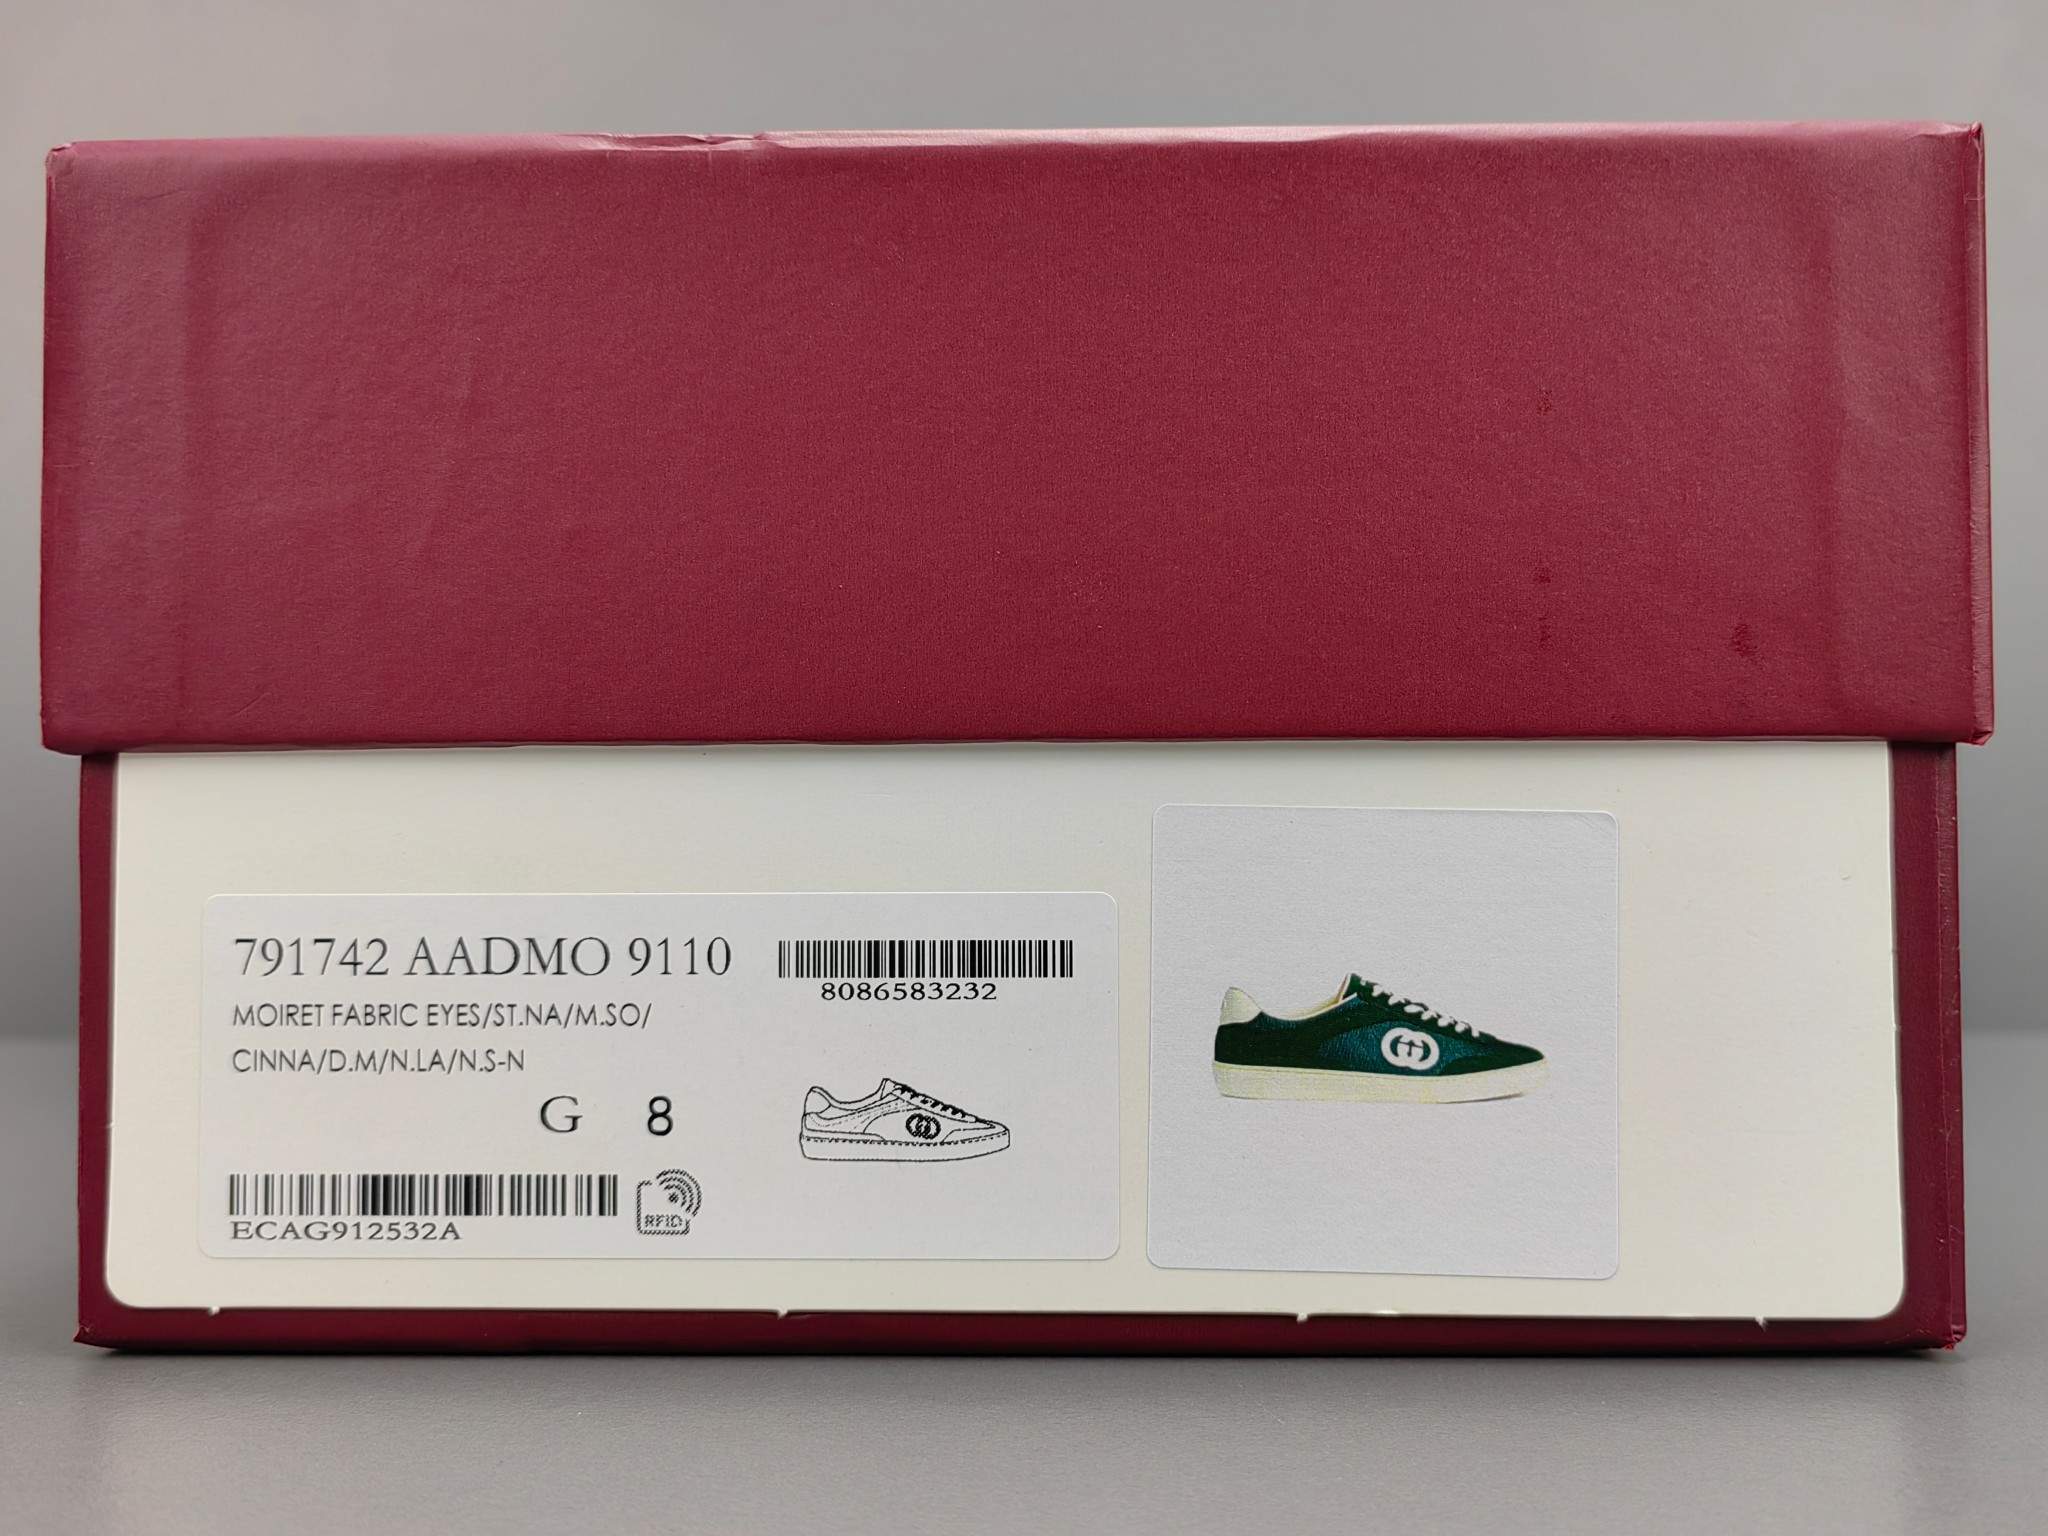 791742 AADMO 9110
8086583232
MOIRET FABRIC EYES/ST.NA/M.SO/
CINNA/D.M/N.LA/N.S-N
G 8
ECAG912532A
RFID